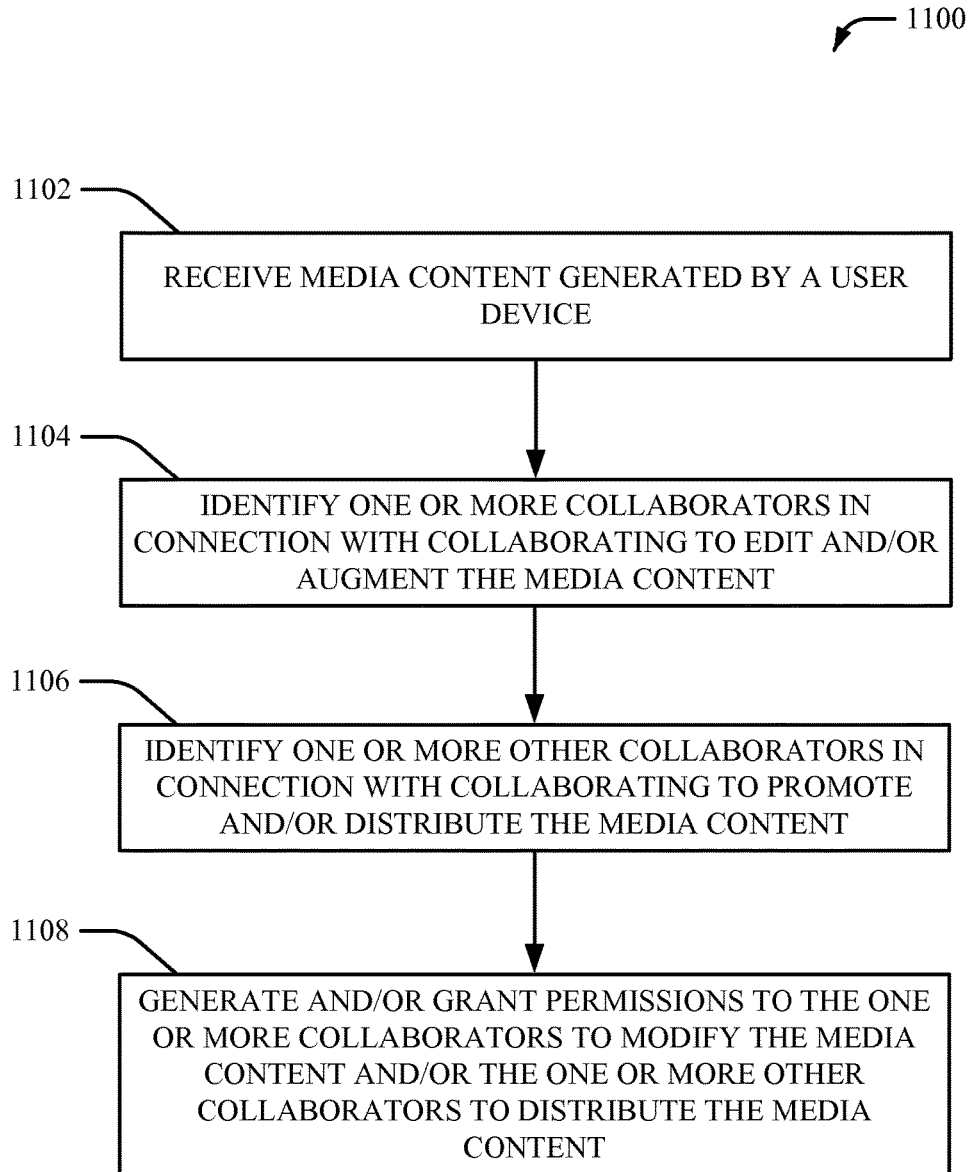 1100
1102
RECEIVE MEDIA CONTENT GENERATED BY A USER
DEVICE
1104
IDENTIFY ONE OR MORE COLLABORATORS IN
CONNECTION WITH COLLABORATING TO EDIT AND/OR
AUGMENT THE MEDIA CONTENT
1106
IDENTIFY ONE OR MORE OTHER COLLABORATORS IN
CONNECTION WITH COLLABORATING TO PROMOTE
AND/OR DISTRIBUTE THE MEDIA CONTENT
1108
GENERATE AND/OR GRANT PERMISSIONS TO THE ONE
OR MORE COLLABORATORS TO MODIFY THE MEDIA
CONTENT AND/OR THE ONE OR MORE OTHER
COLLABORATORS TO DISTRIBUTE THE MEDIA
CONTENT